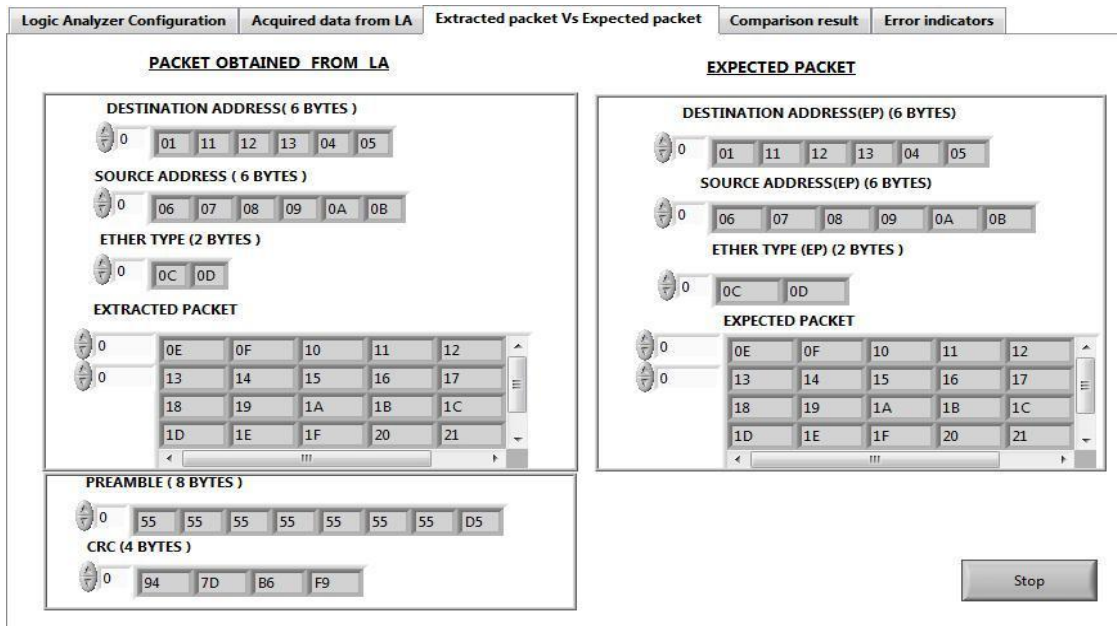 Logic Analyzer Configuration Acquired data from LA Extracted packet Vs Expected packet Comparison result Error indicators
PACKET OBTAINED FROM LA
DESTINATION ADDRESS( 6 BYTES )
0 01 11 12 13 04 05
SOURCE ADDRESS ( 6 BYTES )
0 06 07 08 09 0A 0B
ETHER TYPE (2 BYTES )
0 0C 0D
EXTRACTED PACKET
0 0E 0F 10 11 12
0 13 14 15 16 17
18 19 1A 1B 1C
1D 1E 1F 20 21
PREAMBLE ( 8 BYTES )
0 55 55 55 55 55 55 55 D5
CRC (4 BYTES )
0 94 7D B6 F9
EXPECTED PACKET
DESTINATION ADDRESS(EP) (6 BYTES)
0 01 11 12 13 04 05
SOURCE ADDRESS(EP) (6 BYTES)
0 06 07 08 09 0A 0B
ETHER TYPE (EP) (2 BYTES )
0 0C 0D
EXPECTED PACKET
0 0E 0F 10 11 12
0 13 14 15 16 17
18 19 1A 1B 1C
1D 1E 1F 20 21
Stop